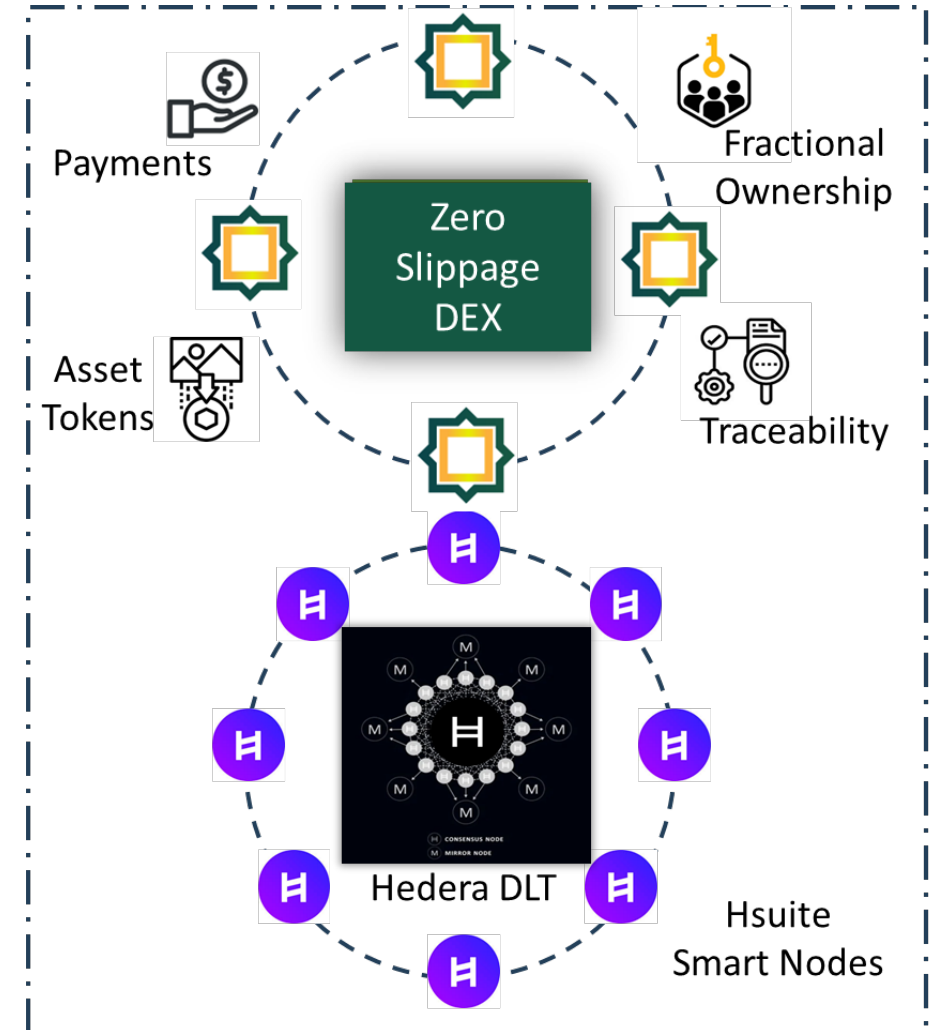 Payments
Fractional
Ownership
Zero
Slippage
DEX
Asset
Tokens
Traceability
M
M
M
M
M
M
M
M
H CONSENSUS NODE
M MIRROR NODE
Hedera DLT
Hsuite
Smart Nodes